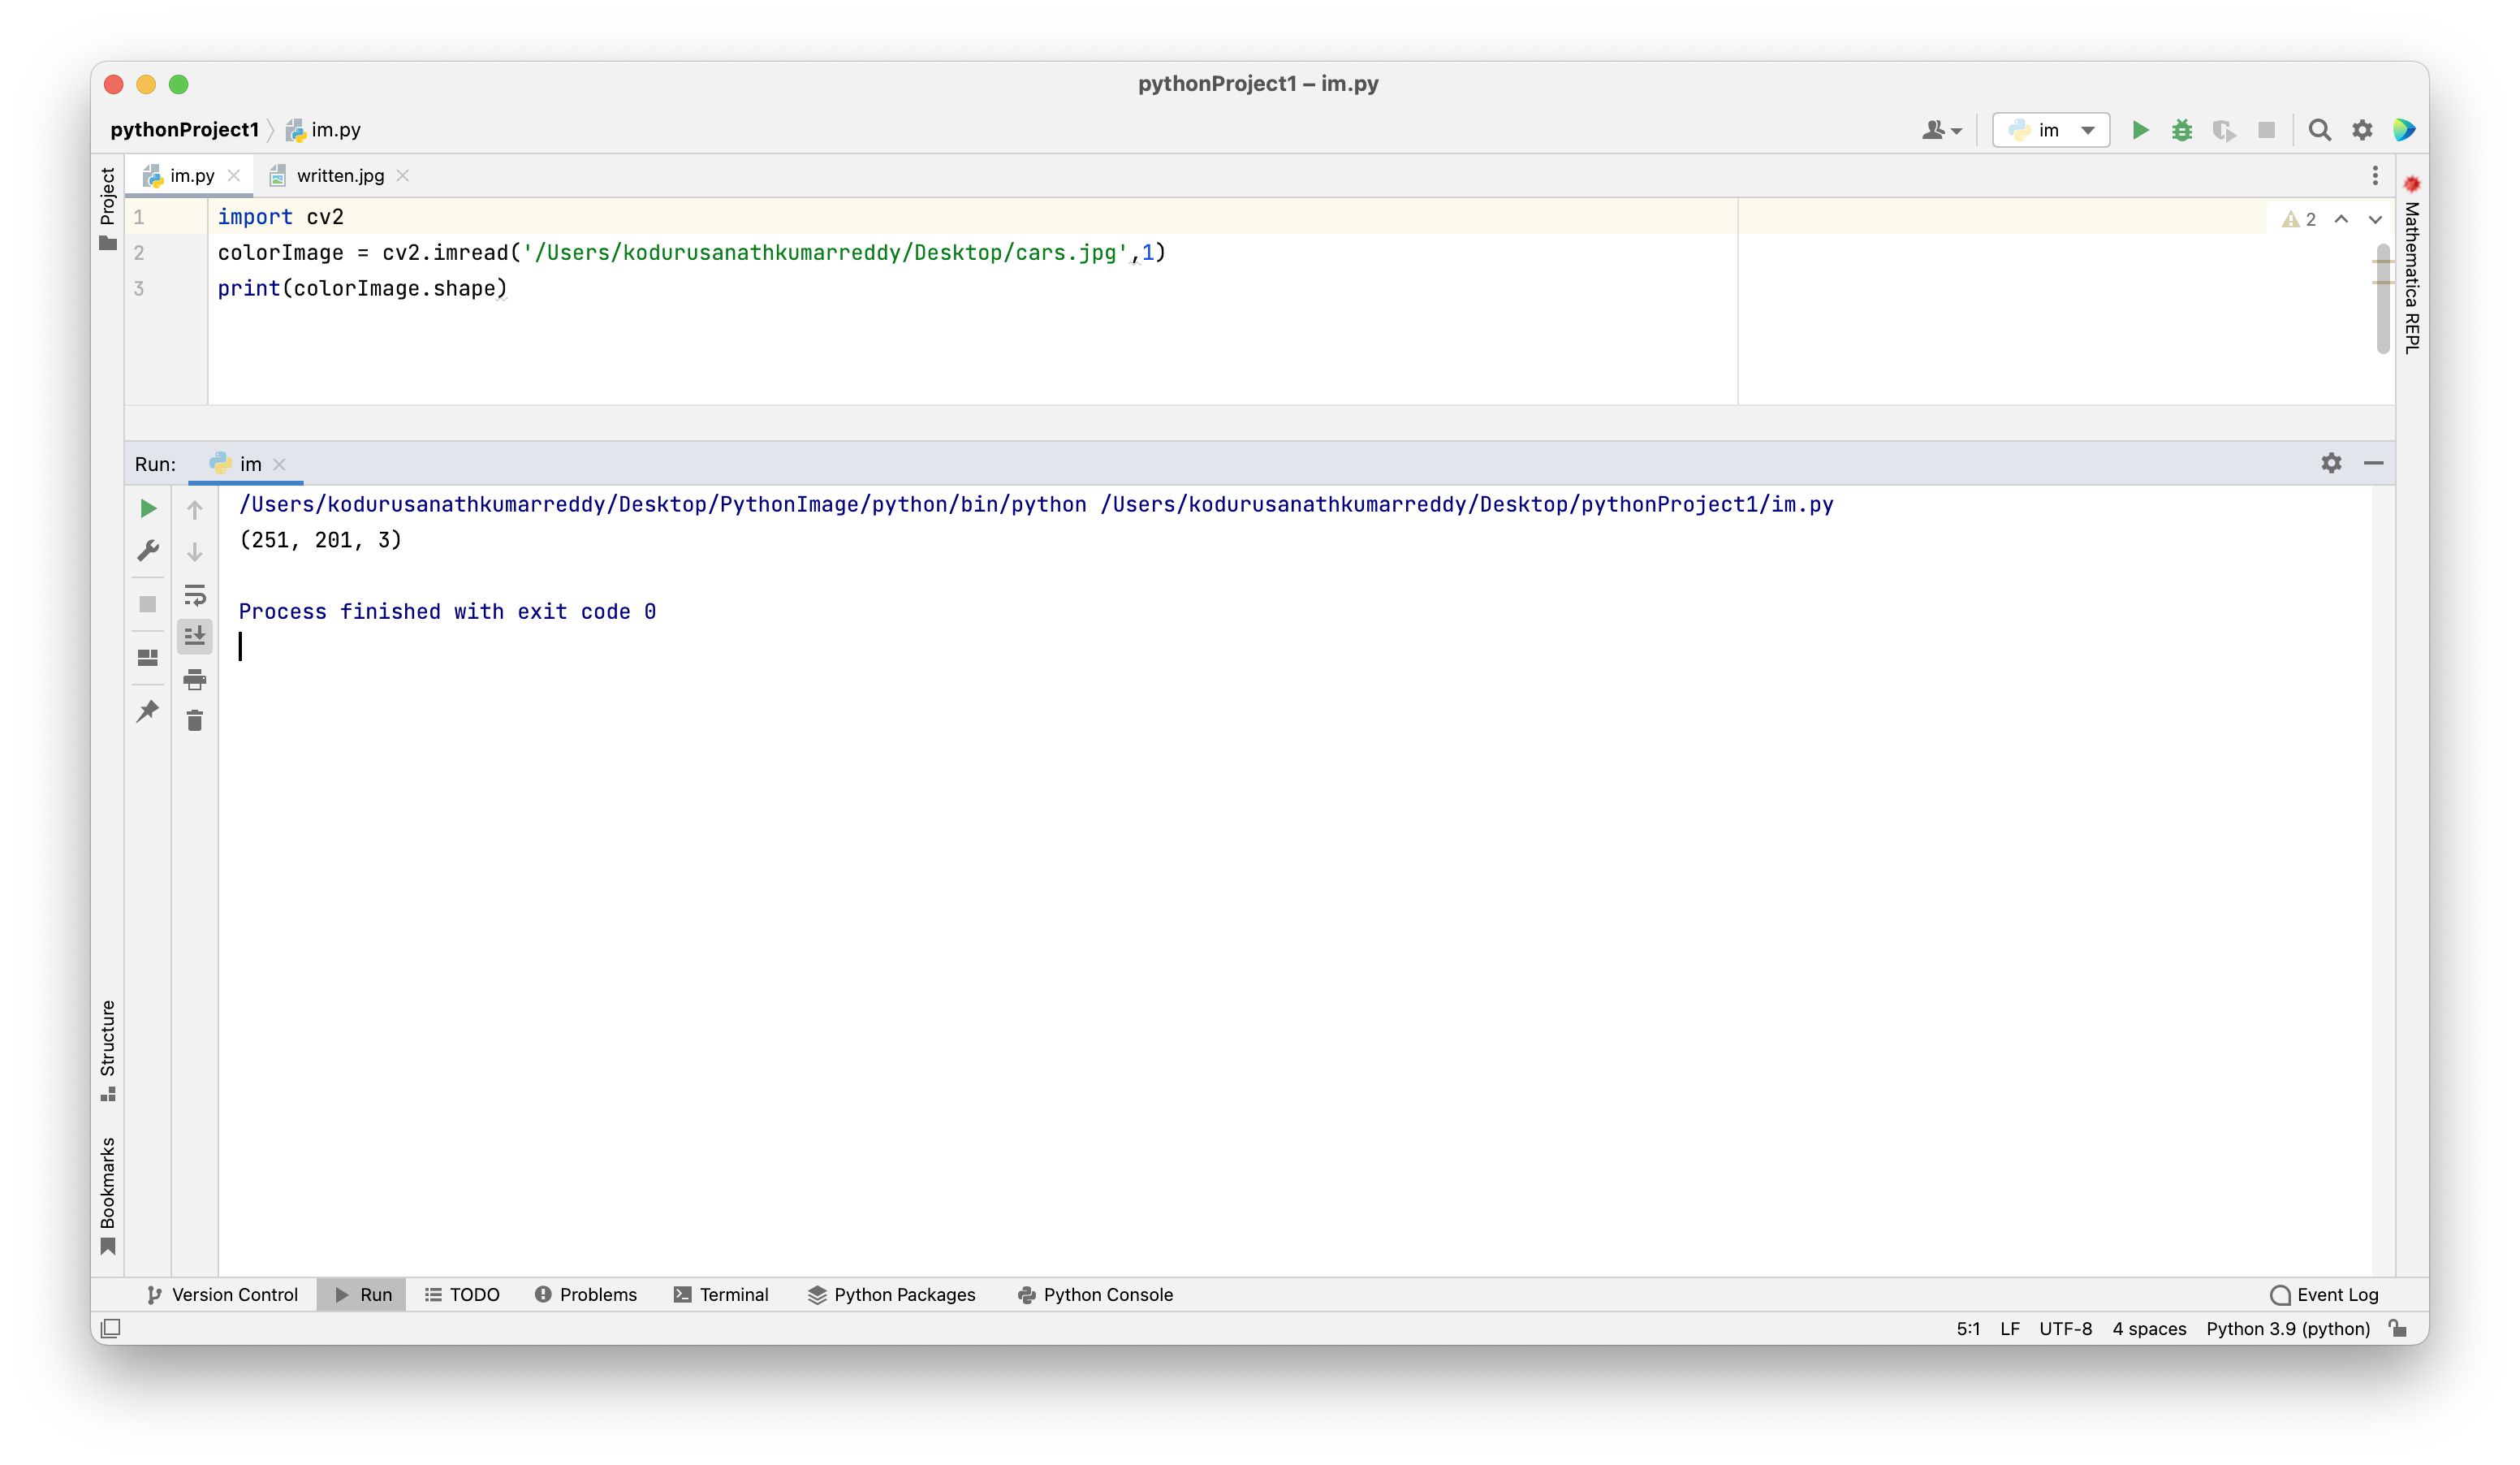 pythonProject1 – im.py
pythonProject1 im.py
im
Project
im.py
written.jpg
1 import cv2
2 colorImage = cv2.imread('/Users/kodurusanathkumarreddy/Desktop/cars.jpg',1)
3 print(colorImage.shape)
2
Mathematica REPL
Run: im
/Users/kodurusanathkumarreddy/Desktop/PythonImage/python/bin/python /Users/kodurusanathkumarreddy/Desktop/pythonProject1/im.py
(251, 201, 3)
Process finished with exit code 0
Structure
Bookmarks
Version Control Run TODO Problems Terminal Python Packages Python Console Event Log
5:1 LF UTF-8 4 spaces Python 3.9 (python)